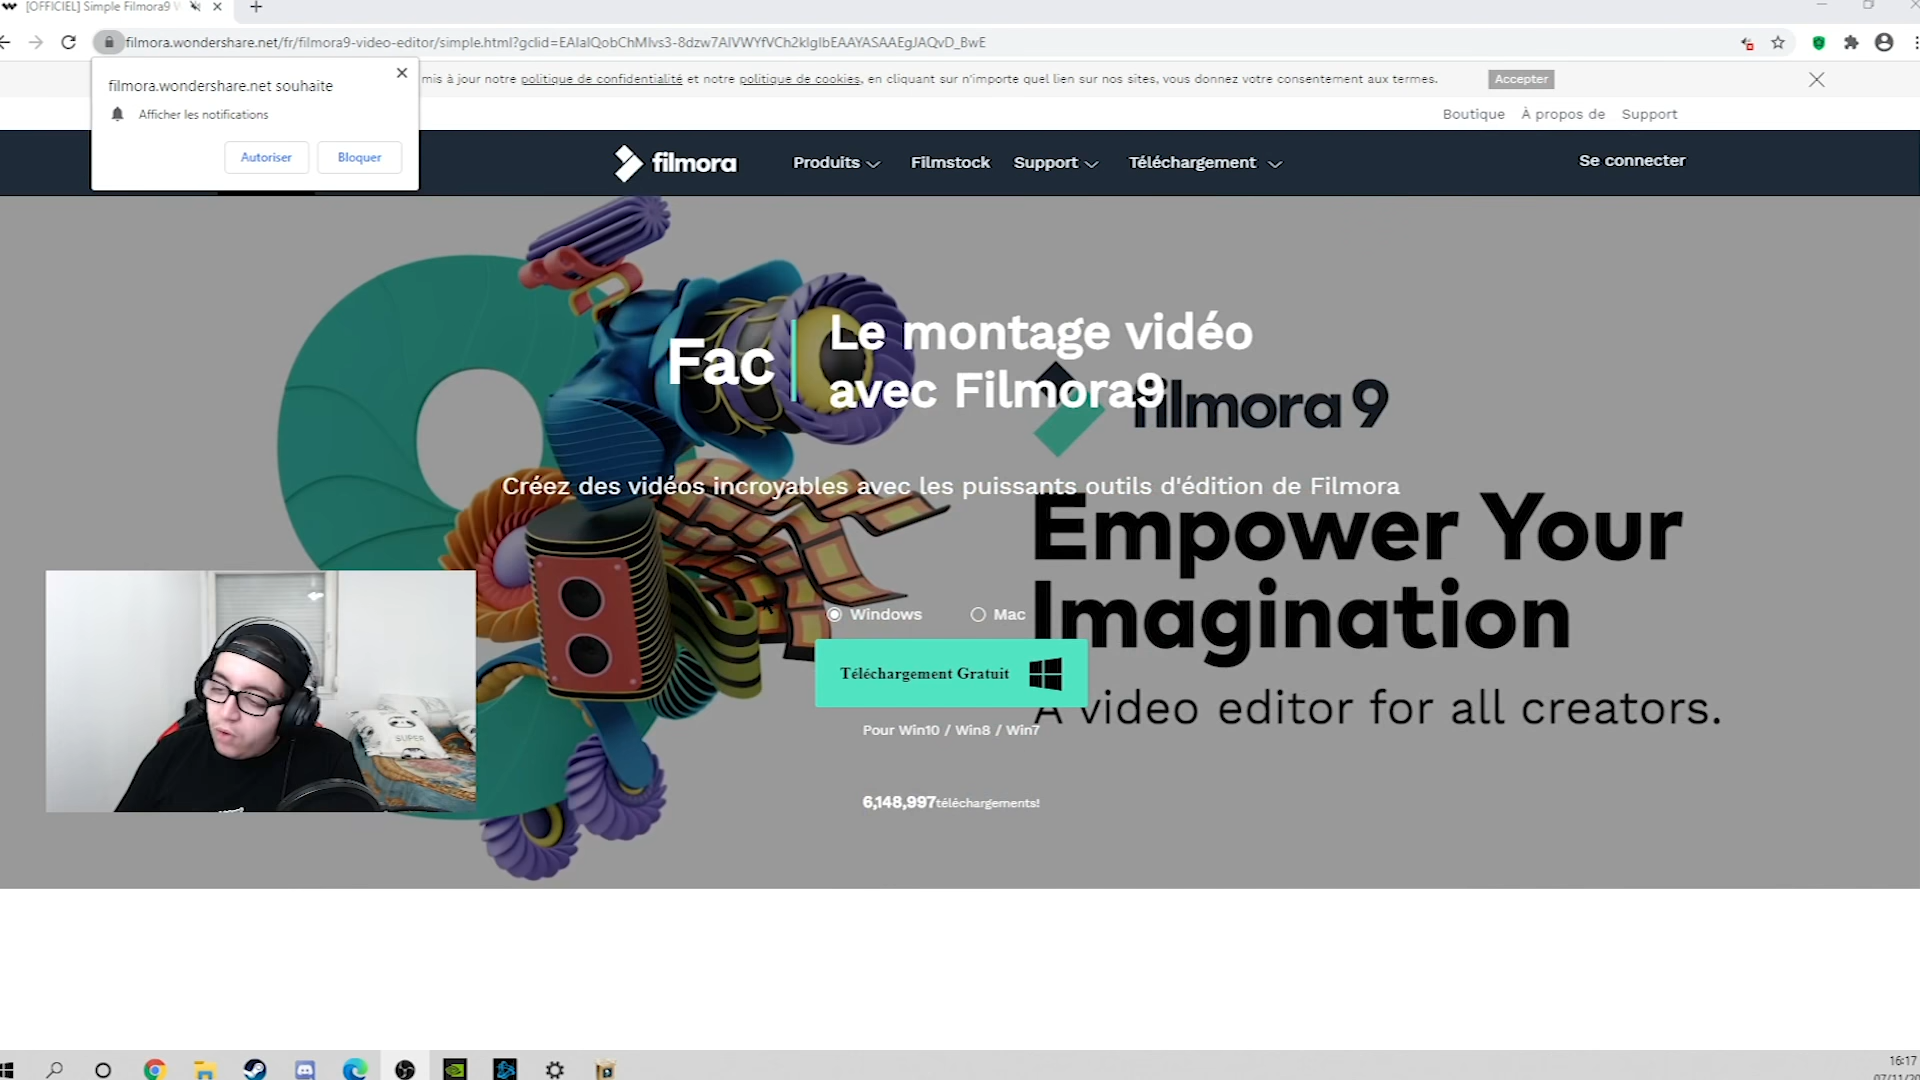 [OFFICIEL] Simple Filmora9
filmora.wondershare.net/fr/filmora9-video-editor/simple.html?gclid=EAIaIQobChMIvs3-8dzw7AIVWYfVCh2kIgIbEAAYASAAEgJAQvD_BwE
filmora.wondershare.net souhaite
Afficher les notifications
Autoriser
Bloquer
mis à jour notre politique de confidentialité et notre politique de cookies, en cliquant sur n'importe quel lien sur nos sites, vous donnez votre consentement aux termes.
Accepter
Boutique
À propos de
Support
filmora
Produits
Filmstock
Support
Téléchargement
Se connecter
Fac
Le montage vidéo
avec Filmora9
filmora 9
Créez des vidéos incroyables avec les puissants outils d'édition de Filmora
Empower Your
Imagination
A video editor for all creators.
Windows
Mac
Téléchargement Gratuit
Pour Win10 / Win8 / Win7
6,148,997téléchargements!
SUPER
16:17